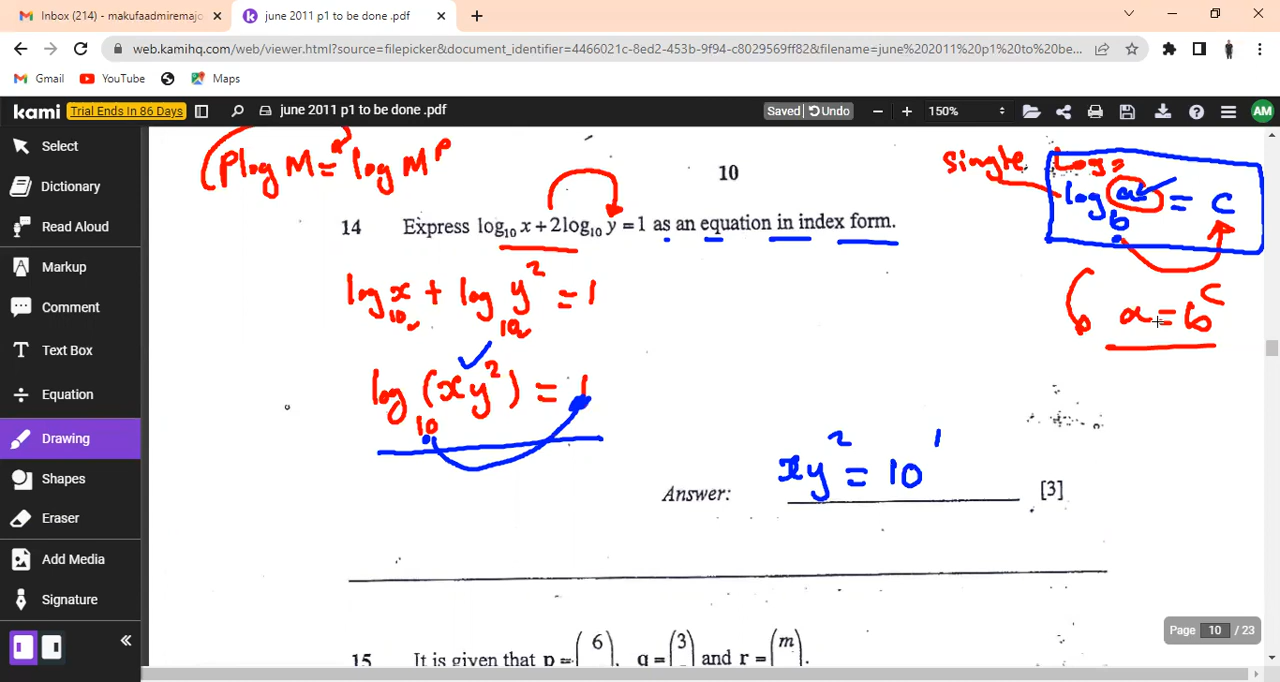 Inbox (214) - makufaadmiremajo
june 2011 p1 to be done .pdf
web.kamihq.com/web/viewer.html?source=filepicker&document_identifier=4466021c-8ed2-453b-9f94-c8029569ff82&filename=june%202011%20p1%20to%20be...
Gmail
YouTube
Maps
kami
Trial Ends In 86 Days
june 2011 p1 to be done .pdf
Saved
Undo
150%
AM
Select
Dictionary
Read Aloud
Markup
Comment
Text Box
Equation
Drawing
Shapes
Eraser
Add Media
Signature
P log M = log M^P
10
single Logs
log_b a = c
a = b^c
14 Express log₁₀ x + 2log₁₀ y = 1 as an equation in index form.
log₁₀ x + log₁₀ y² = 1
log₁₀ (xy²) = 1
xy² = 10¹
Answer: [3]
15 It is given that p = (6 , q = (3 and r = (m .
Page 10 / 23